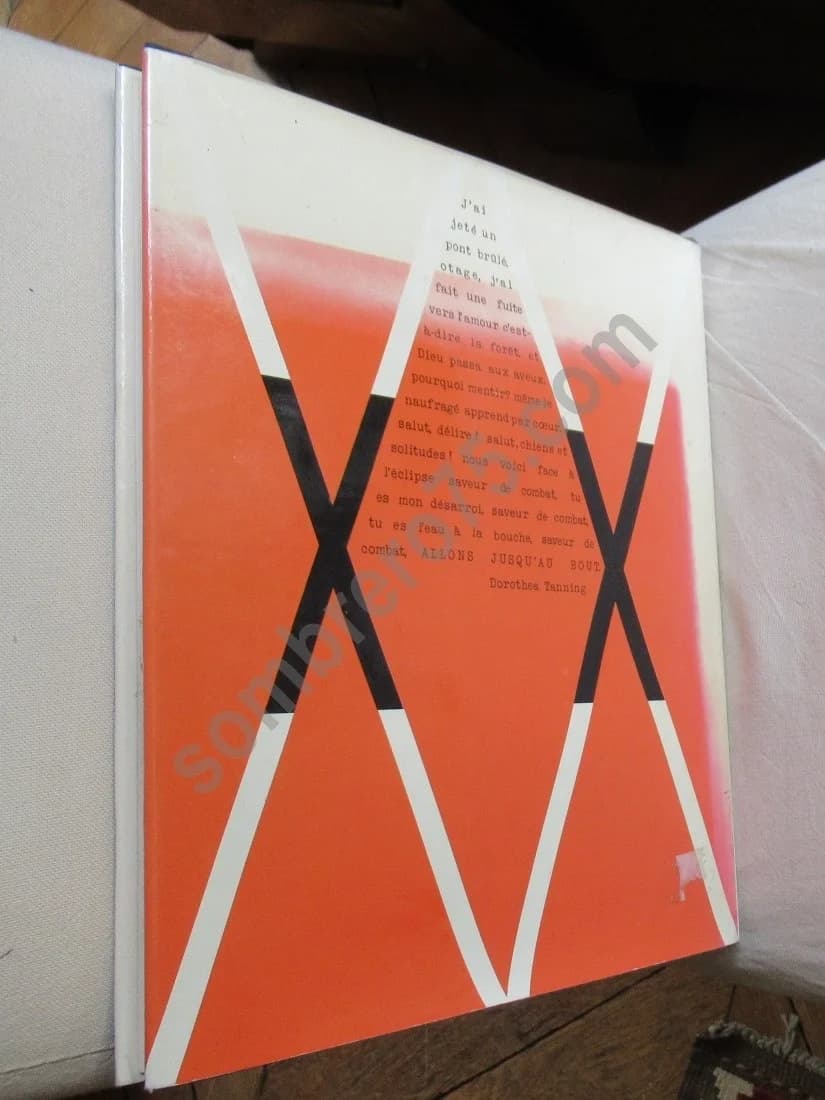 J'ai
jeté un
pont brûlé,
otage, j'ai
fait une fuite
vers l'amour c'est-
à-dire la forêt, et
Dieu passa aux aveux.
pourquoi mentir? même le
naufragé apprend par cœur.
salut, délire! salut, chiens et
solitudes! nous voici face à
l'éclipse, saveur de combat, tu
es mon désarroi, saveur de combat,
tu es l'eau à la bouche, saveur de
combat, ALLONS JUSQU'AU BOUT.
Dorothea Tanning
sombrero75.com